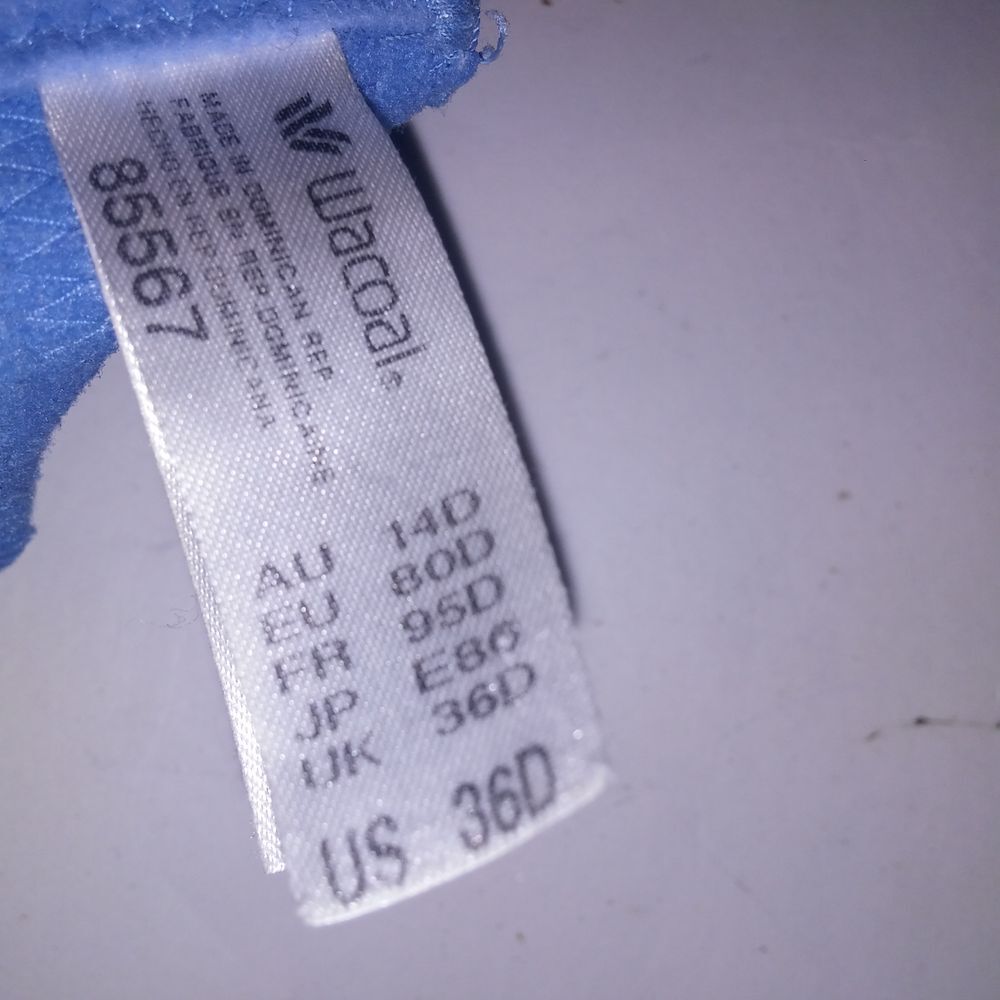 wacoal®
MADE IN DOMINICAN REP
FABRIQUE EN REP.DOMINICAINE
HECHO EN REP DOMINICANA
85567
AU 14D
EU 80D
FR 95D
JP E80
UK 36D
US 36D